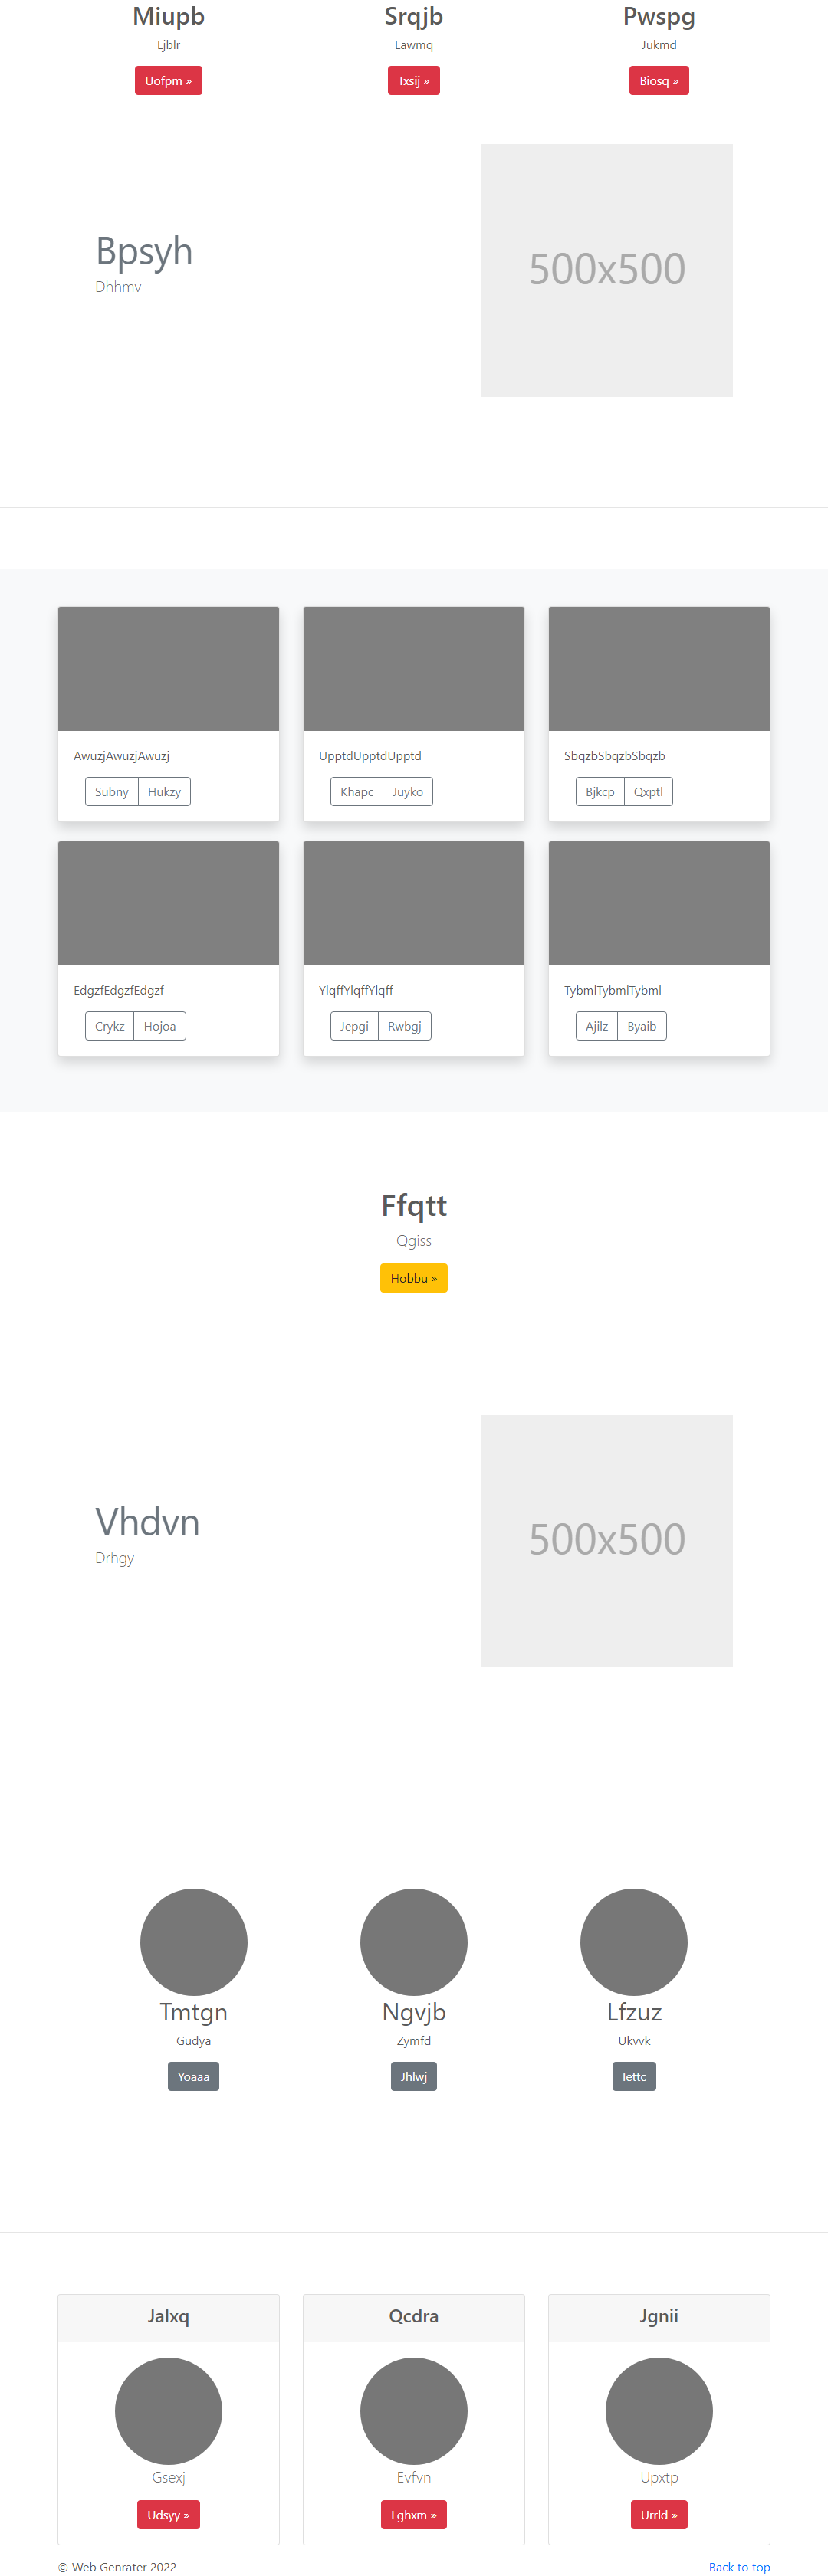 Miupb Srqjb Pwspg
Ljblr Lawmq Jukmd
Uofpm » Txsij » Biosq »
Bpsyh
Dhhmv
500x500
AwuzjAwuzjAwuzj UpptdUpptdUpptd SbqzbSbqzbSbqzb
Subny Hukzy Khapc Juyko Bjkcp Qxptl
EdgzfEdgzfEdgzf YlqffYlqffYlqff TybmlTybmlTybml
Crykz Hojoa Jepgi Rwbgj Ajilz Byaib
Ffqtt
Qgiss
Hobbu »
Vhdvn
Drhgy
500x500
Tmtgn Ngvjb Lfzuz
Gudya Zymfd Ukvvk
Yoaaa Jhlwj Iettc
Jalxq Qcdra Jgnii
Gsexj Evfvn Upxtp
Udsyy » Lghxm » Urrld »
© Web Genrater 2022 Back to top